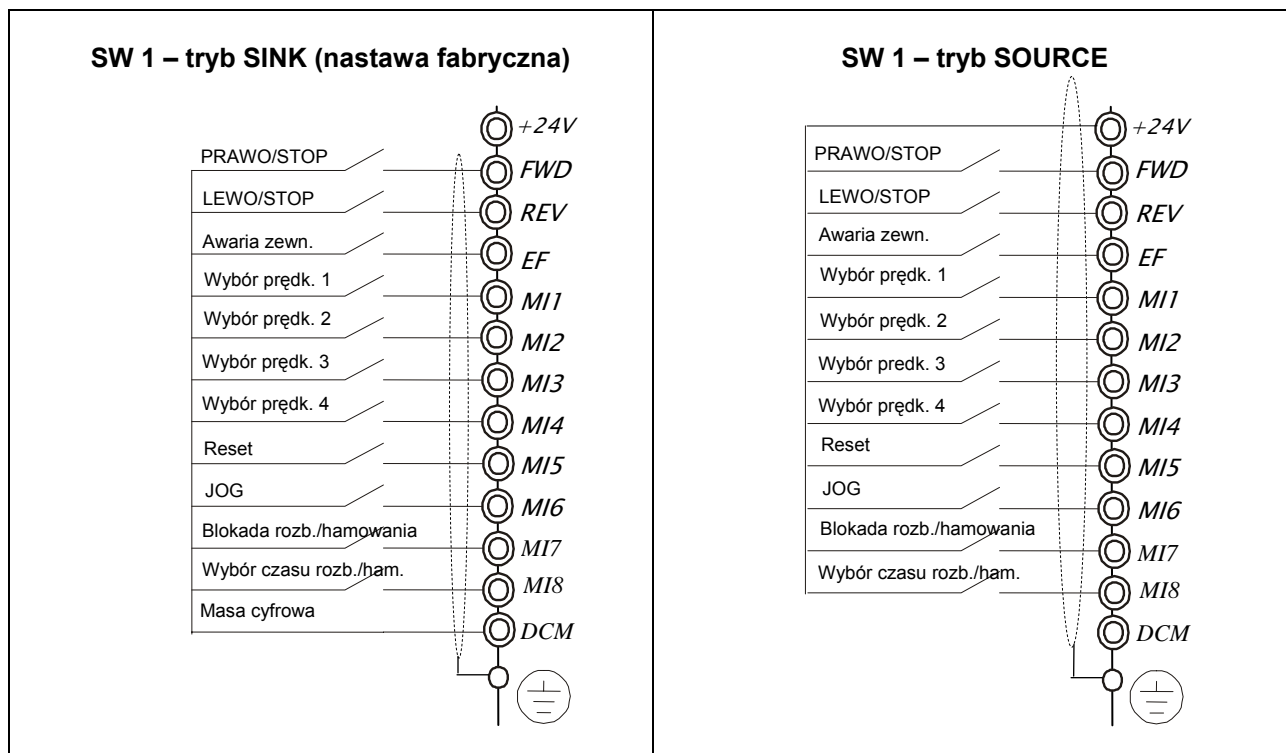 SW 1 – tryb SINK (nastawa fabryczna)
+24V
PRAWO/STOP
FWD
LEWO/STOP
REV
Awaria zewn.
EF
Wybór prędk. 1
MI1
Wybór prędk. 2
MI2
Wybór prędk. 3
MI3
Wybór prędk. 4
MI4
Reset
MI5
JOG
MI6
Blokada rozb./hamowania
MI7
Wybór czasu rozb./ham.
MI8
Masa cyfrowa
DCM
SW 1 – tryb SOURCE
+24V
PRAWO/STOP
FWD
LEWO/STOP
REV
Awaria zewn.
EF
Wybór prędk. 1
MI1
Wybór prędk. 2
MI2
Wybór predk. 3
MI3
Wybór prędk. 4
MI4
Reset
MI5
JOG
MI6
Blokada rozb./hamowania
MI7
Wybór czasu rozb./ham.
MI8
DCM